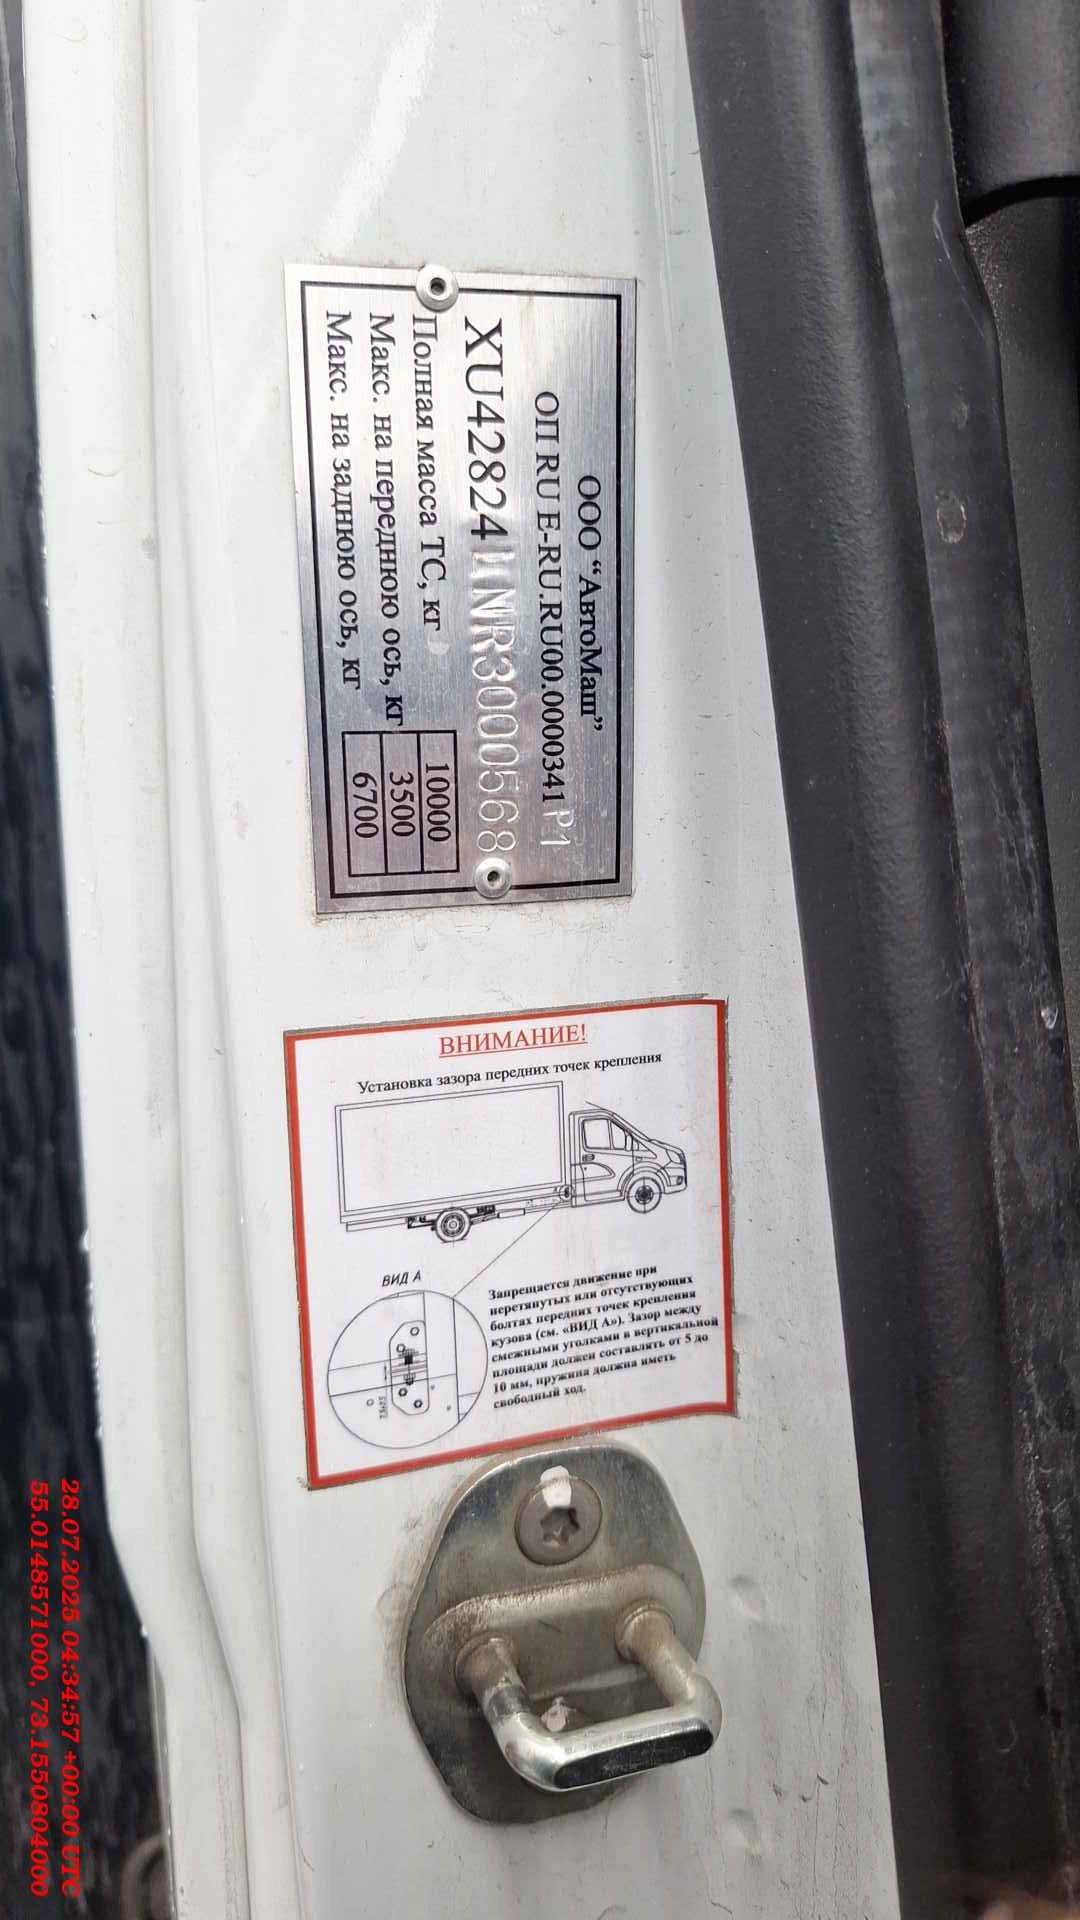 ООО “АвтоМаш”
ОП RU E-RU.RU00.0000341 P1
XU42824 NR3000568
Полная масса ТС, кг 10000
Макс. на переднюю ось, кг 3500
Макс. на заднюю ось, кг 6700
ВНИМАНИЕ!
Установка зазора передних точек крепления
ВИД А
Запрещается движение при
неретянутых или отсутствующих
болтах передних точек крепления
кузова (см. «ВИД А»). Зазор между
смежными уголками в вертикальной
площади должен составлять от 5 до
10 мм, пружина должна иметь
свободный ход.
28.07.2025 04:34:57 +00:00 UTC
55.0148571000, 73.1550804000